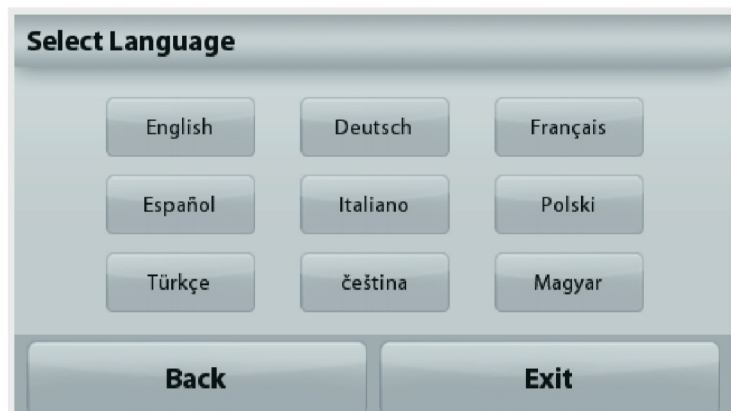 Select Language
English Deutsch Français
Español Italiano Polski
Türkçe čeština Magyar
Back Exit